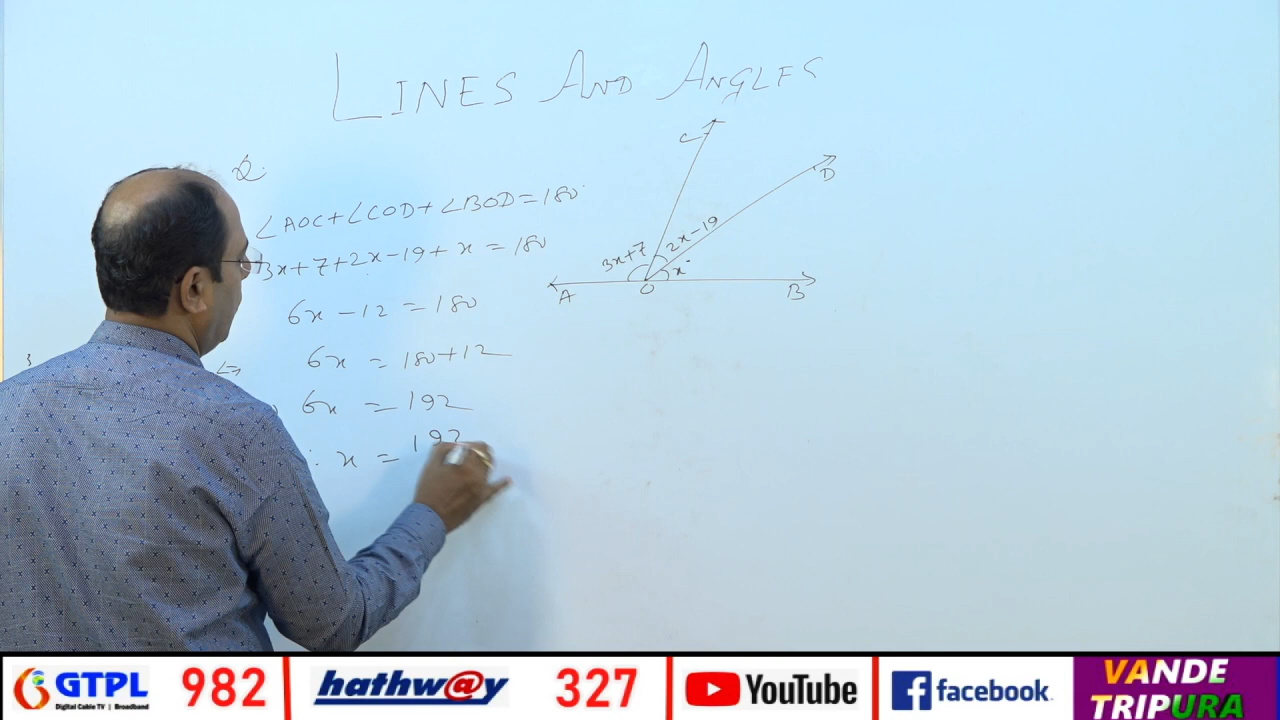 LINES AND ANGLES
Q.
∠AOC+∠COD+∠BOD=180
3x+7+2x-19+x=180
6x-12=180
6x=180+12
6x=192
x=192
C
D
3x+7
2x-19
x
A
O
B
GTPL
Digital Cable TV | Broadband
982
hathw@y
327
YouTube
facebook
VANDE
TRIPURA